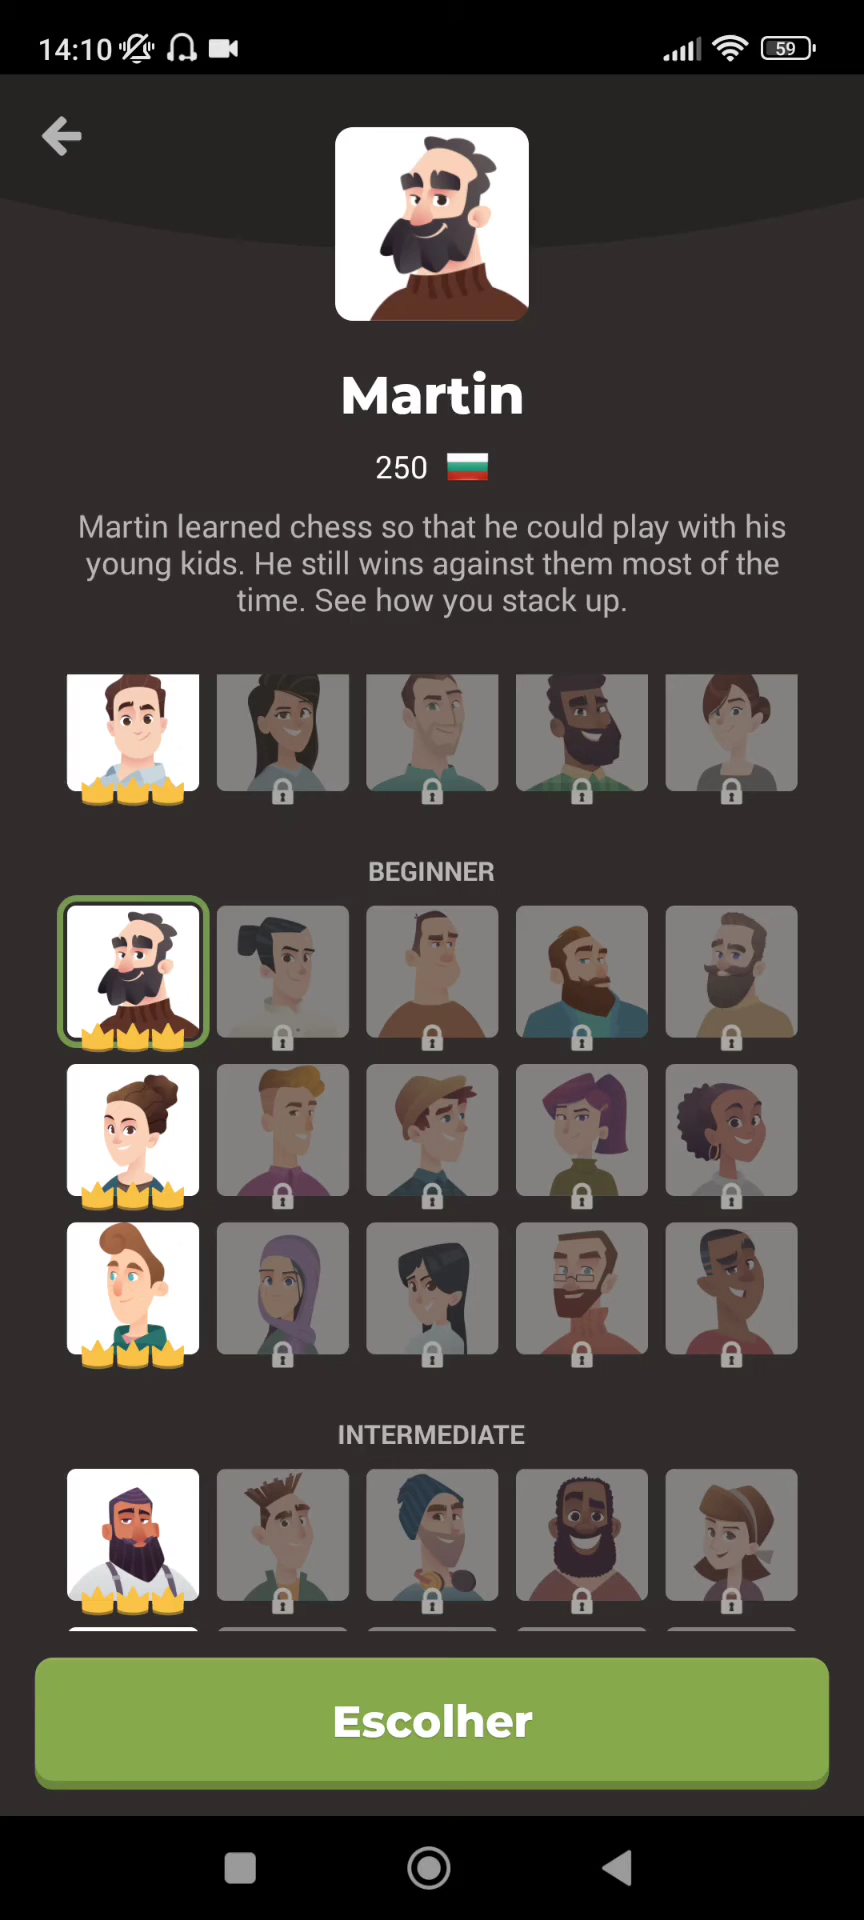 14:10
59
Martin
250
Martin learned chess so that he could play with his
young kids. He still wins against them most of the
time. See how you stack up.
BEGINNER
INTERMEDIATE
Escolher